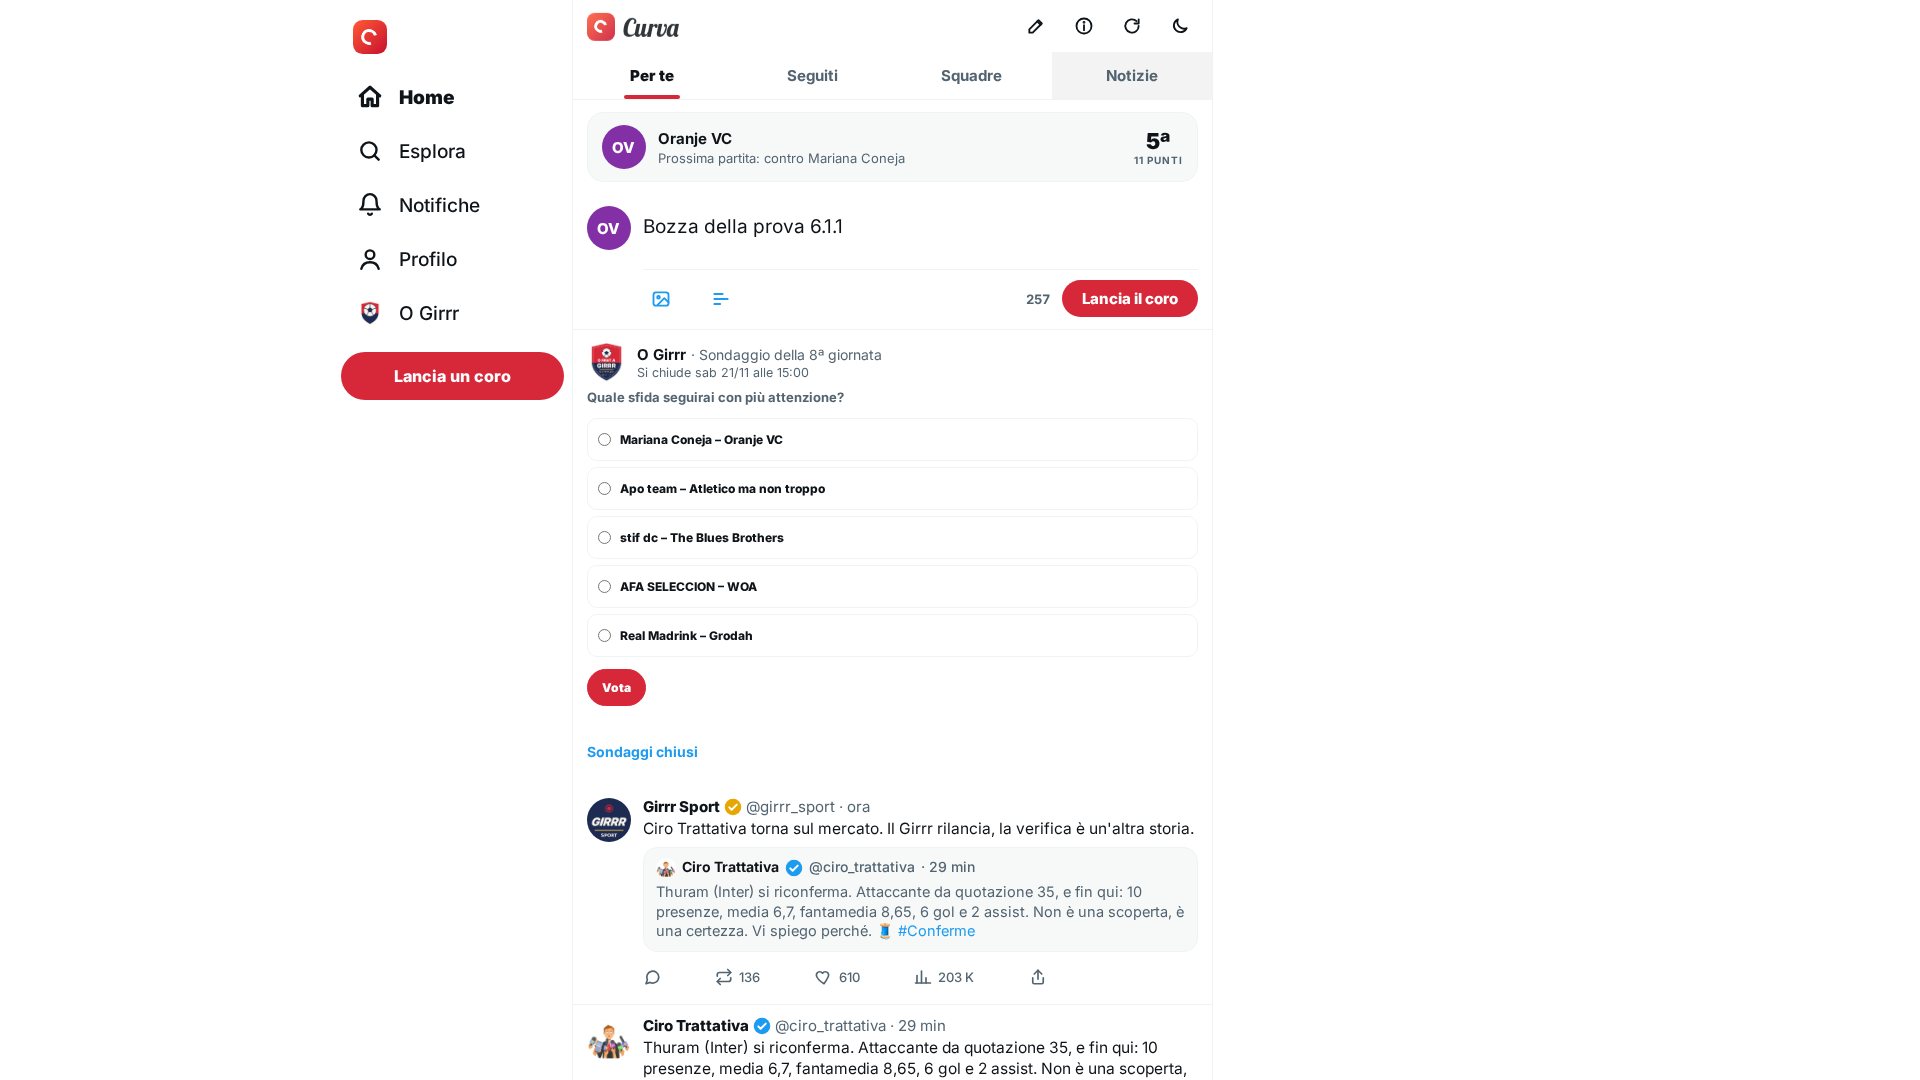 Home
Esplora
Notifiche
Profilo
O Girrr
Lancia un coro
Curva
Per te
Seguiti
Squadre
Notizie
OV
Oranje VC
Prossima partita: contro Mariana Coneja
5ª
11 PUNTI
OV
Bozza della prova 6.1.1
257
Lancia il coro
O Girrr · Sondaggio della 8ª giornata
Si chiude sab 21/11 alle 15:00
Quale sfida seguirai con più attenzione?
Mariana Coneja – Oranje VC
Apo team – Atletico ma non troppo
stif dc – The Blues Brothers
AFA SELECCION – WOA
Real Madrink – Grodah
Vota
Sondaggi chiusi
GIRRR
SPORT
Girrr Sport @girrr_sport · ora
Ciro Trattativa torna sul mercato. Il Girrr rilancia, la verifica è un'altra storia.
Ciro Trattativa @ciro_trattativa · 29 min
Thuram (Inter) si riconferma. Attaccante da quotazione 35, e fin qui: 10
presenze, media 6,7, fantamedia 8,65, 6 gol e 2 assist. Non è una scoperta, è
una certezza. Vi spiego perché. 🧵 #Conferme
136
610
203 K
Ciro Trattativa @ciro_trattativa · 29 min
Thuram (Inter) si riconferma. Attaccante da quotazione 35, e fin qui: 10
presenze, media 6,7, fantamedia 8,65, 6 gol e 2 assist. Non è una scoperta,